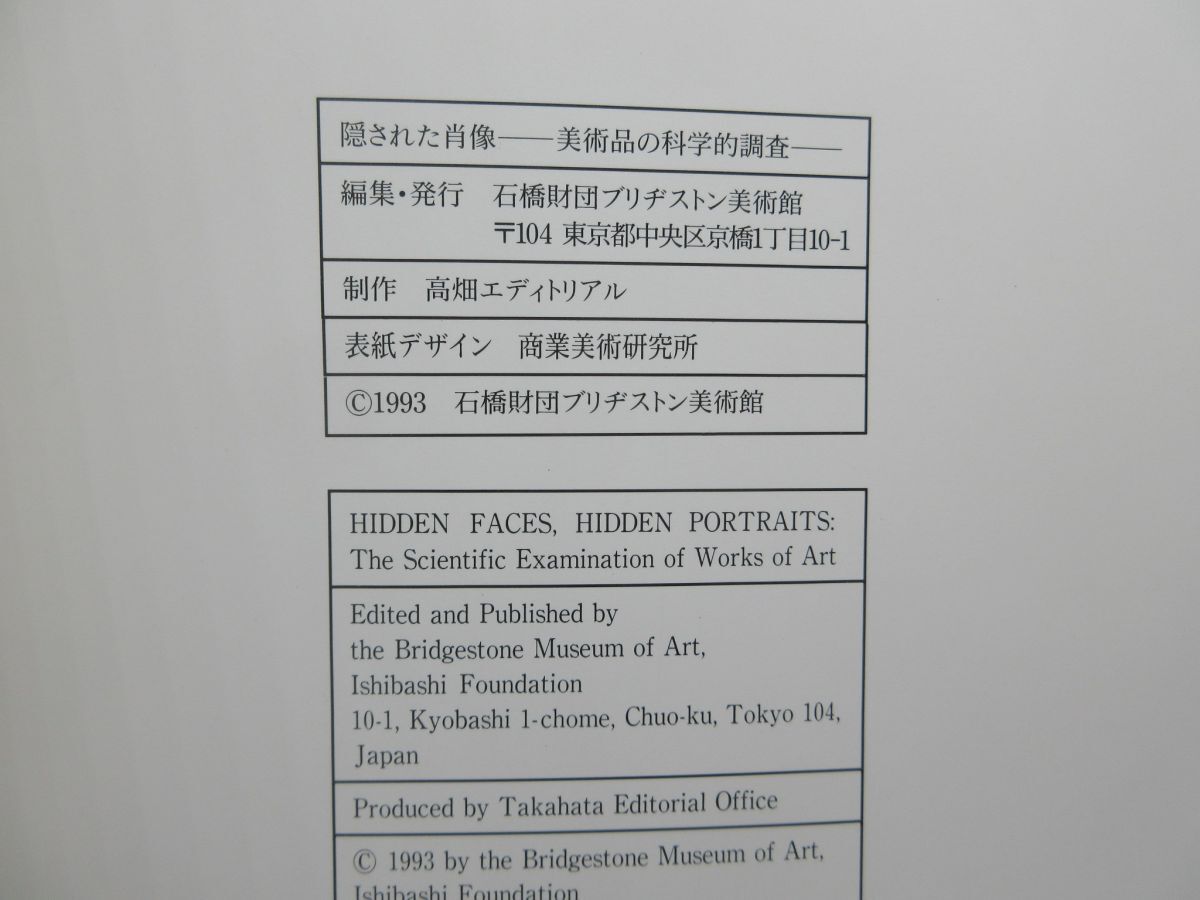 隠された肖像——美術品の科学的調査——
編集・発行　石橋財団ブリヂストン美術館
〒104 東京都中央区京橋1丁目10-1
制作　高畑エディトリアル
表紙デザイン　商業美術研究所
©1993　石橋財団ブリヂストン美術館
HIDDEN FACES, HIDDEN PORTRAITS:
The Scientific Examination of Works of Art
Edited and Published by
the Bridgestone Museum of Art,
Ishibashi Foundation
10-1, Kyobashi 1-chome, Chuo-ku, Tokyo 104,
Japan
Produced by Takahata Editorial Office
© 1993 by the Bridgestone Museum of Art,
Ishibashi Foundation